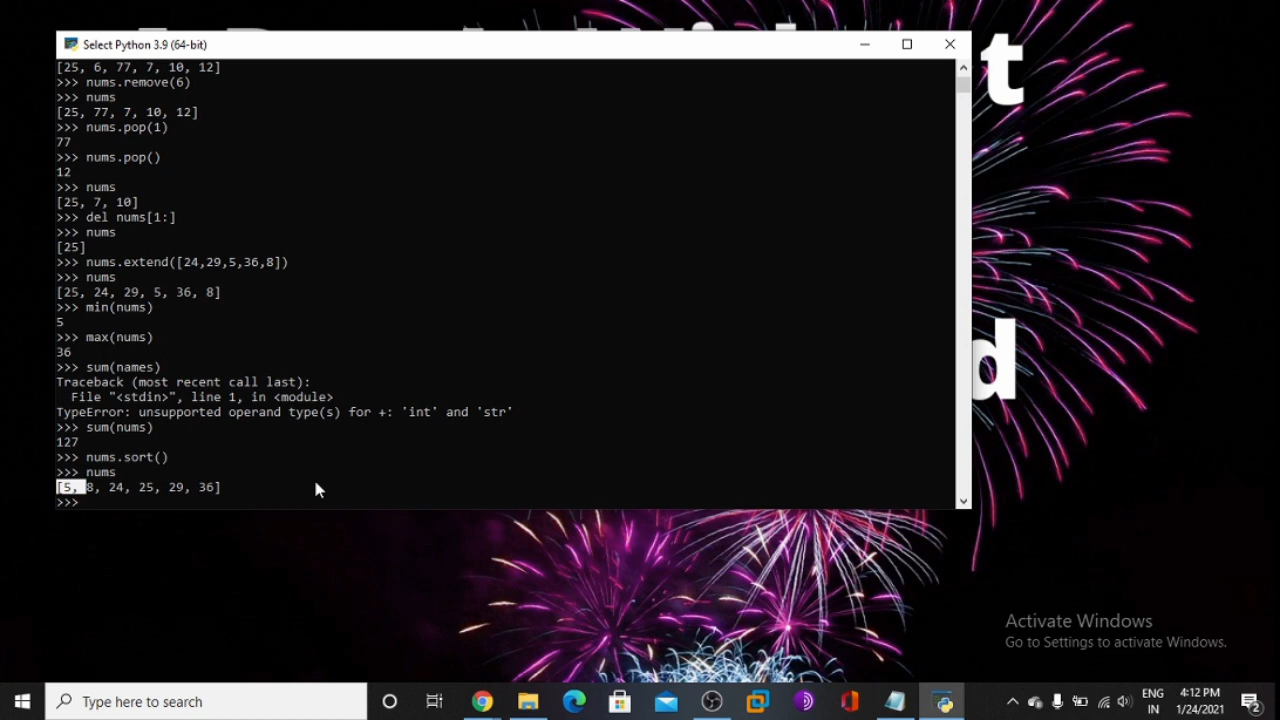 Select Python 3.9 (64-bit)
[25, 6, 77, 7, 10, 12]
>>> nums.remove(6)
>>> nums
[25, 77, 7, 10, 12]
>>> nums.pop(1)
77
>>> nums.pop()
12
>>> nums
[25, 7, 10]
>>> del nums[1:]
>>> nums
[25]
>>> nums.extend([24,29,5,36,8])
>>> nums
[25, 24, 29, 5, 36, 8]
>>> min(nums)
5
>>> max(nums)
36
>>> sum(names)
Traceback (most recent call last):
  File "<stdin>", line 1, in <module>
TypeError: unsupported operand type(s) for +: 'int' and 'str'
>>> sum(nums)
127
>>> nums.sort()
>>> nums
[5, 8, 24, 25, 29, 36]
>>>
t
d
Activate Windows
Go to Settings to activate Windows.
Type here to search
ENG
IN
4:12 PM
1/24/2021
2